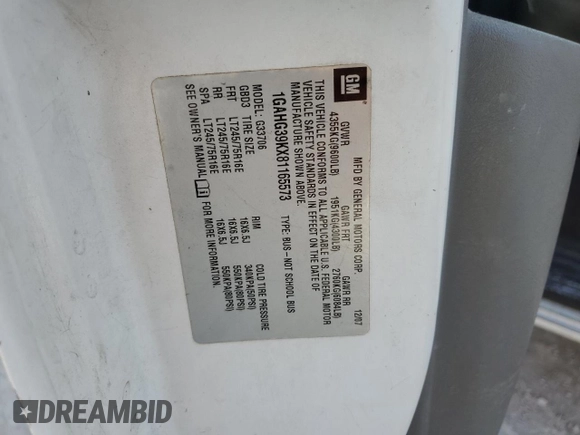 GM
MFD BY GENERAL MOTORS CORP. 12/07
GVWR GAWR FRT GAWR RR
4355KG(9600LB) 1951KG(4300LB) 2760KG(6084LB)
THIS VEHICLE CONFORMS TO ALL APPLICABLE U.S. FEDERAL MOTOR
VEHICLE SAFETY STANDARDS IN EFFECT ON THE DATE OF
MANUFACTURE SHOWN ABOVE.
1GAHG39KX81165573 TYPE: BUS - NOT SCHOOL BUS
MODEL: G33706
GBD3 TIRE SIZE RIM COLD TIRE PRESSURE
FRT LT245/75R16E 16X6.5J 340KPA(50PSI)
RR LT245/75R16E 16X6.5J 550KPA(80PSI)
SPA LT245/75R16E 16X6.5J 550KPA(80PSI)
SEE OWNER'S MANUAL FOR MORE INFORMATION.
DREAMBID